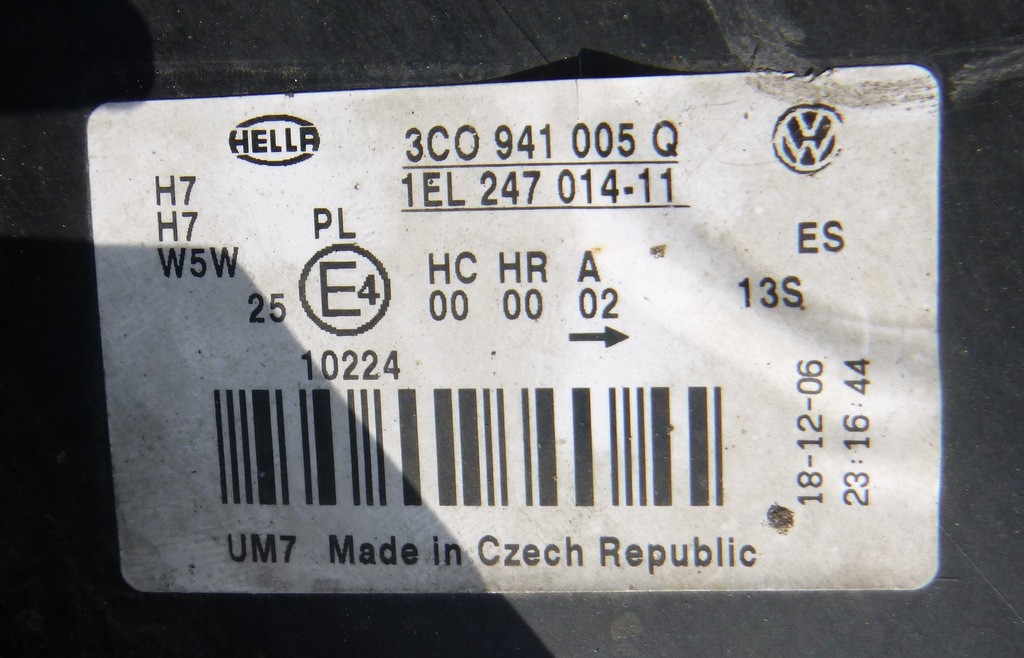 HELLA
3C0 941 005 Q
1EL 247 014-11
H7
H7
W5W
PL
25 E4
10224
HC HR A
00 00 02
→
ES
13S
18-12-06
23:16:44
UM7 Made in Czech Republic